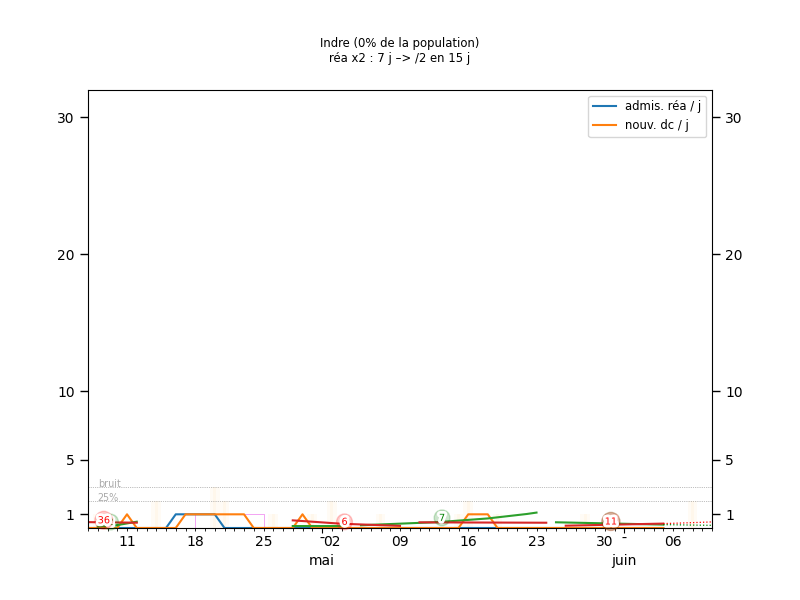 Indre (0% de la population)
réa x2 : 7 j –> /2 en 15 j
admis. réa / j
nouv. dc / j
30 30
20 20
10 10
5 5
bruit
25%
1 1
36 6 7 11
11 18 25 02 09 16 23 30 06
mai juin